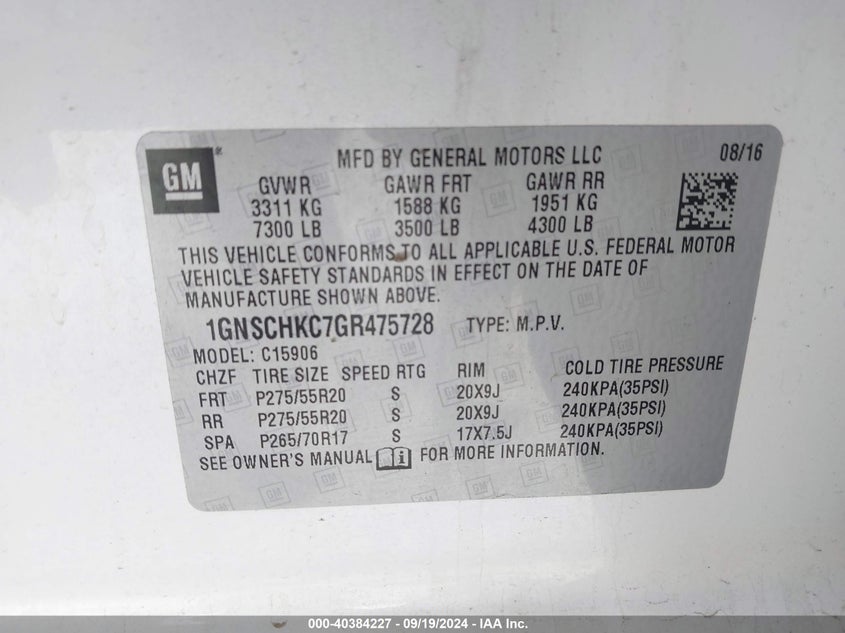 GM
MFD BY GENERAL MOTORS LLC 08/16
GVWR GAWR FRT GAWR RR
3311 KG 1588 KG 1951 KG
7300 LB 3500 LB 4300 LB
THIS VEHICLE CONFORMS TO ALL APPLICABLE U.S. FEDERAL MOTOR
VEHICLE SAFETY STANDARDS IN EFFECT ON THE DATE OF
MANUFACTURE SHOWN ABOVE.
1GNSCHKC7GR475728 TYPE: M.P.V.
MODEL: C15906
CHZF TIRE SIZE SPEED RTG RIM COLD TIRE PRESSURE
FRT P275/55R20 S 20X9J 240KPA(35PSI)
RR P275/55R20 S 20X9J 240KPA(35PSI)
SPA P265/70R17 S 17X7.5J 240KPA(35PSI)
SEE OWNER'S MANUAL FOR MORE INFORMATION.
000-40384227 - 09/19/2024 - IAA Inc.